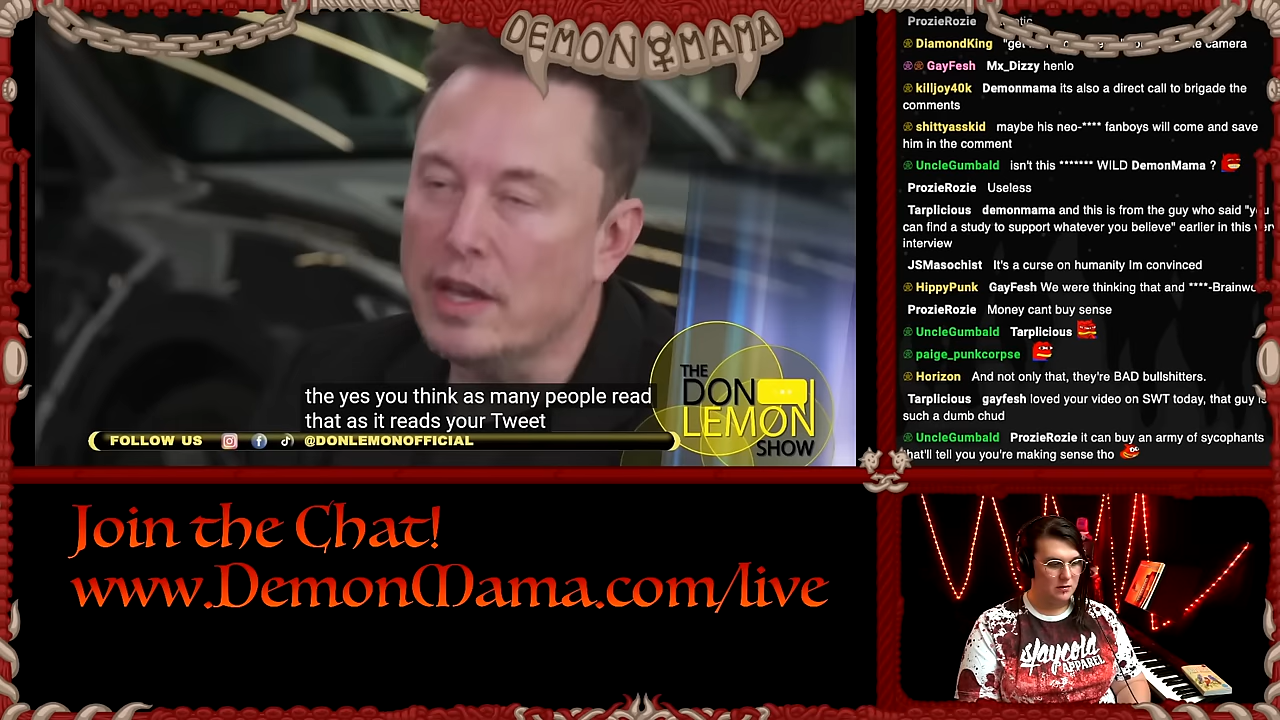 DEMON MAMA
the yes you think as many people read
that as it reads your Tweet
FOLLOW US @DONLEMONOFFICIAL
THE
DON
LEMON
SHOW
ProzieRozie
DiamondKing "get camera
GayFesh Mx_Dizzy henlo
killjoy40k Demonmama its also a direct call to brigade the
comments
shittyasskid maybe his neo-**** fanboys will come and save
him in the comment
UncleGumbald isn't this ******* WILD DemonMama ?
ProzieRozie Useless
Tarplicious demonmama and this is from the guy who said "you
can find a study to support whatever you believe" earlier in this very
interview
JSMasochist It's a curse on humanity Im convinced
HippyPunk GayFesh We were thinking that and ****-Brainwo
ProzieRozie Money cant buy sense
UncleGumbald Tarplicious
paige_punkcorpse
Horizon And not only that, they're BAD bullshitters.
Tarplicious gayfesh loved your video on SWT today, that guy is
such a dumb chud
UncleGumbald ProzieRozie it can buy an army of sycophants
that'll tell you you're making sense tho
Join the Chat!
www.DemonMama.com/live
slaycold
APPAREL